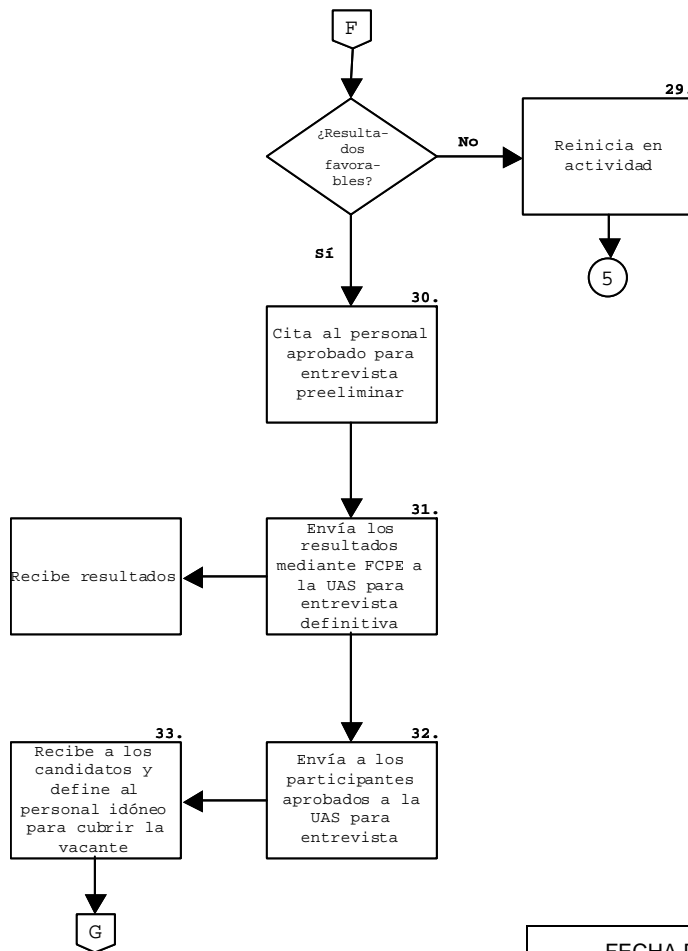 F
¿Resulta-
dos
favora-
bles?
No
29.
Reinicia en
actividad
5
Sí
30.
Cita al personal
aprobado para
entrevista
preeliminar
31.
Envía los
resultados
mediante FCPE a
la UAS para
entrevista
definitiva
Recibe resultados
32.
Envía a los
participantes
aprobados a la
UAS para
entrevista
33.
Recibe a los
candidatos y
define al
personal idóneo
para cubrir la
vacante
G
FECHA